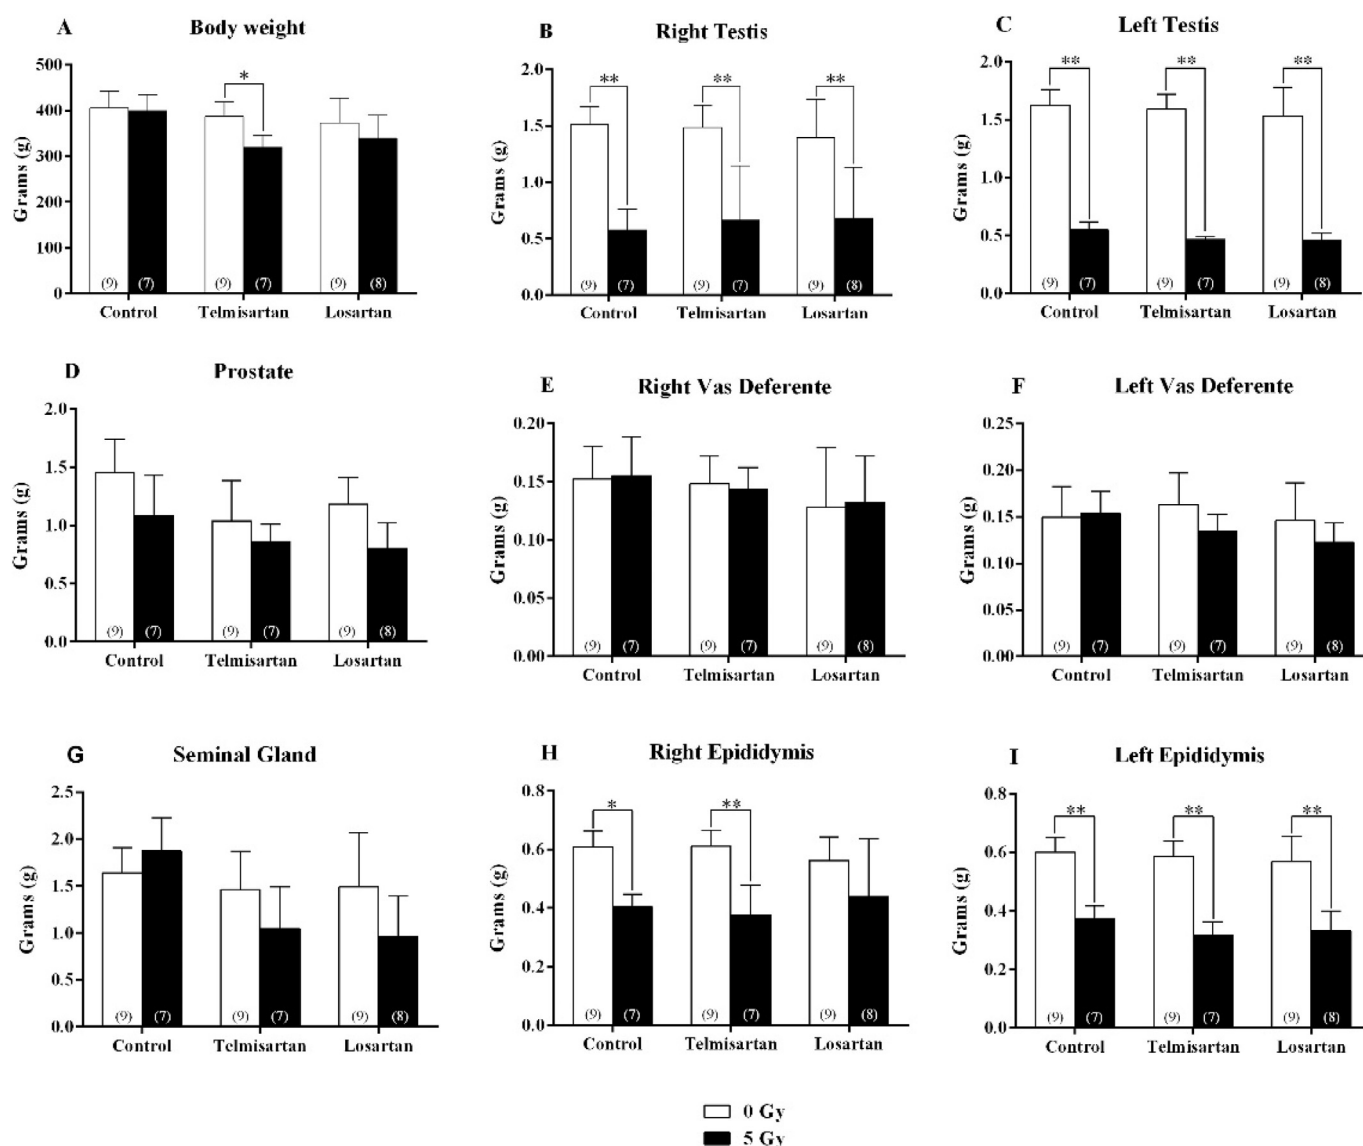 A Body weight
Grams (g)
500
400
300
200
100
0
*
(9) (7) (9) (7) (9) (8)
Control Telmisartan Losartan
B Right Testis
Grams (g)
2.0
1.5
1.0
0.5
0.0
** ** **
(9) (7) (9) (7) (9) (8)
Control Telmisartan Losartan
C Left Testis
Grams (g)
2.0
1.5
1.0
0.5
0.0
** ** **
(9) (7) (9) (7) (9) (8)
Control Telmisartan Losartan
D Prostate
Grams (g)
2.0
1.5
1.0
0.5
0.0
(9) (7) (9) (7) (9) (8)
Control Telmisartan Losartan
E Right Vas Deferente
Grams (g)
0.20
0.15
0.10
0.05
0.00
(9) (7) (9) (7) (9) (8)
Control Telmisartan Losartan
F Left Vas Deferente
Grams (g)
0.25
0.20
0.15
0.10
0.05
0.00
(9) (7) (9) (7) (9) (8)
Control Telmisartan Losartan
G Seminal Gland
Grams (g)
2.5
2.0
1.5
1.0
0.5
0.0
(9) (7) (9) (7) (9) (8)
Control Telmisartan Losartan
H Right Epididymis
Grams (g)
0.8
0.6
0.4
0.2
0.0
* **
(9) (7) (9) (7) (9) (8)
Control Telmisartan Losartan
I Left Epididymis
Grams (g)
0.8
0.6
0.4
0.2
0.0
** ** **
(9) (7) (9) (7) (9) (8)
Control Telmisartan Losartan
0 Gy
5 Gy